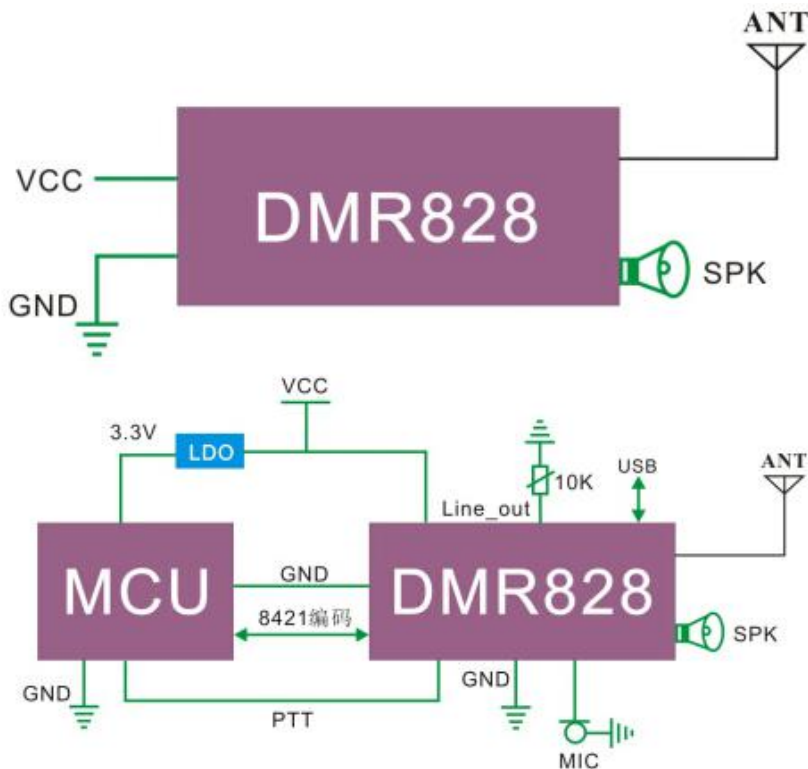 ANT
VCC
DMR828
SPK
GND
VCC
3.3V
LDO
10K
USB
ANT
Line_out
MCU
GND
DMR828
8421编码
SPK
GND
GND
PTT
MIC